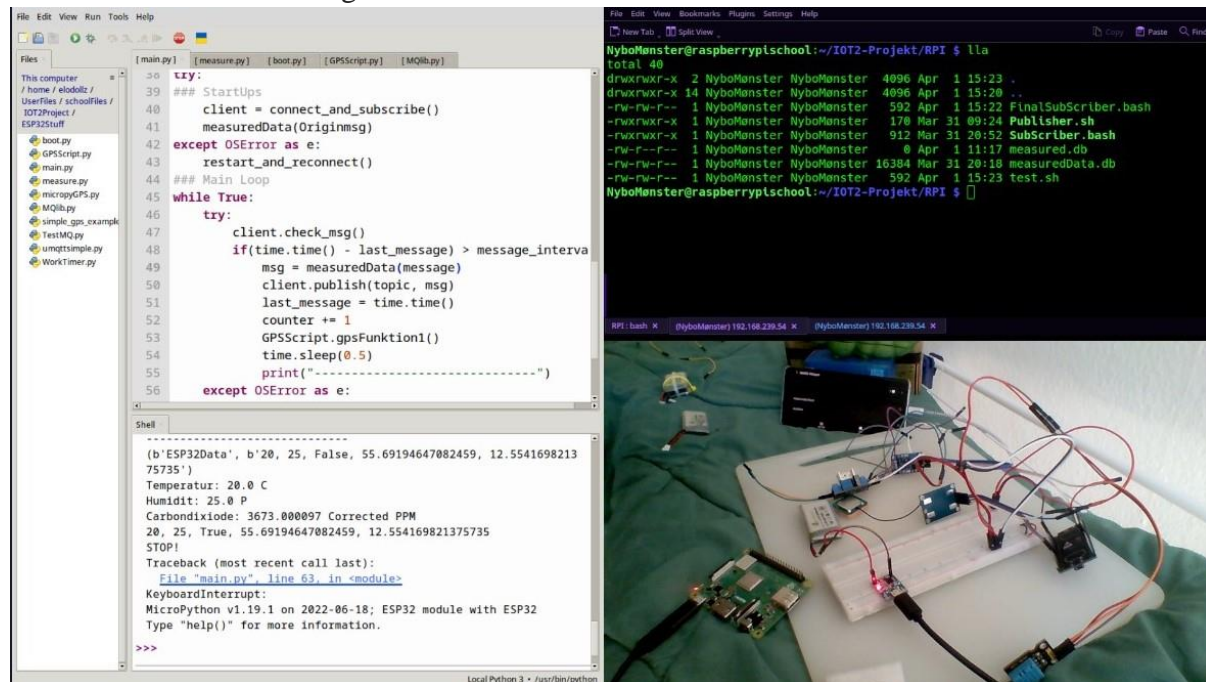 File Edit View Run Tools Help
Files
This computer
/ home / elodollz /
UserFiles / schoolFiles /
IOT2Project /
ESP32Stuff
boot.py
GPSScript.py
main.py
measure.py
micropyGPS.py
MQlib.py
simple_gps_example
TestMQ.py
umqttsimple.py
WorkTimer.py
[main.py] [measure.py] [boot.py] [GPSScript.py] [MQlib.py]
38 try:
39 ### StartUps
40 client = connect_and_subscribe()
41 measuredData(Originmsg)
42 except OSError as e:
43 restart_and_reconnect()
44 ### Main Loop
45 while True:
46 try:
47 client.check_msg()
48 if(time.time() - last_message) > message_interva
49 msg = measuredData(message)
50 client.publish(topic, msg)
51 last_message = time.time()
52 counter += 1
53 GPSScript.gpsFunktion1()
54 time.sleep(0.5)
55 print("------------------------------")
56 except OSError as e:
Shell
------------------------------
(b'ESP32Data', b'20, 25, False, 55.69194647082459, 12.5541698213
75735')
Temperatur: 20.0 C
Humidit: 25.0 P
Carbondixiode: 3673.000097 Corrected PPM
20, 25, True, 55.69194647082459, 12.554169821375735
STOP!
Traceback (most recent call last):
File "main.py", line 63, in <module>
KeyboardInterrupt:
MicroPython v1.19.1 on 2022-06-18; ESP32 module with ESP32
Type "help()" for more information.
>>>
Local Python 3 • /usr/bin/python
File Edit View Bookmarks Plugins Settings Help
New Tab Split View Copy Paste Find
NyboMønster@raspberrypischool:~/IOT2-Projekt/RPI $ lla
total 40
drwxrwxr-x 2 NyboMønster NyboMønster 4096 Apr 1 15:23 .
drwxrwxr-x 14 NyboMønster NyboMønster 4096 Apr 1 15:20 ..
-rw-rw-r-- 1 NyboMønster NyboMønster 592 Apr 1 15:22 FinalSubScriber.bash
-rwxrwxr-x 1 NyboMønster NyboMønster 170 Mar 31 09:24 Publisher.sh
-rwxrwxr-x 1 NyboMønster NyboMønster 912 Mar 31 20:52 SubScriber.bash
-rw-r--r-- 1 NyboMønster NyboMønster 0 Apr 1 11:17 measured.db
-rw-rw-r-- 1 NyboMønster NyboMønster 16384 Mar 31 20:18 measuredData.db
-rw-rw-r-- 1 NyboMønster NyboMønster 592 Apr 1 15:23 test.sh
NyboMønster@raspberrypischool:~/IOT2-Projekt/RPI $
RPI : bash (NyboMønster) 192.168.239.54 (NyboMønster) 192.168.239.54